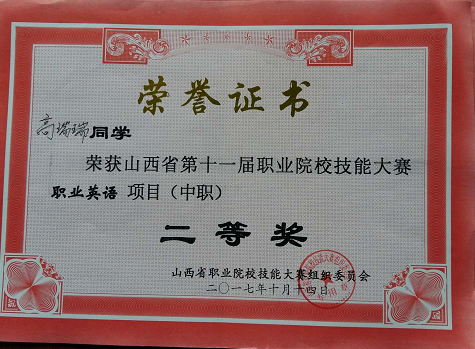 荣誉证书
高瑞瑞同学
荣获山西省第十一届职业院校技能大赛
职业英语 项目（中职）
二等奖
山西省职业院校技能大赛组织委员会
二〇一七年十月十四日